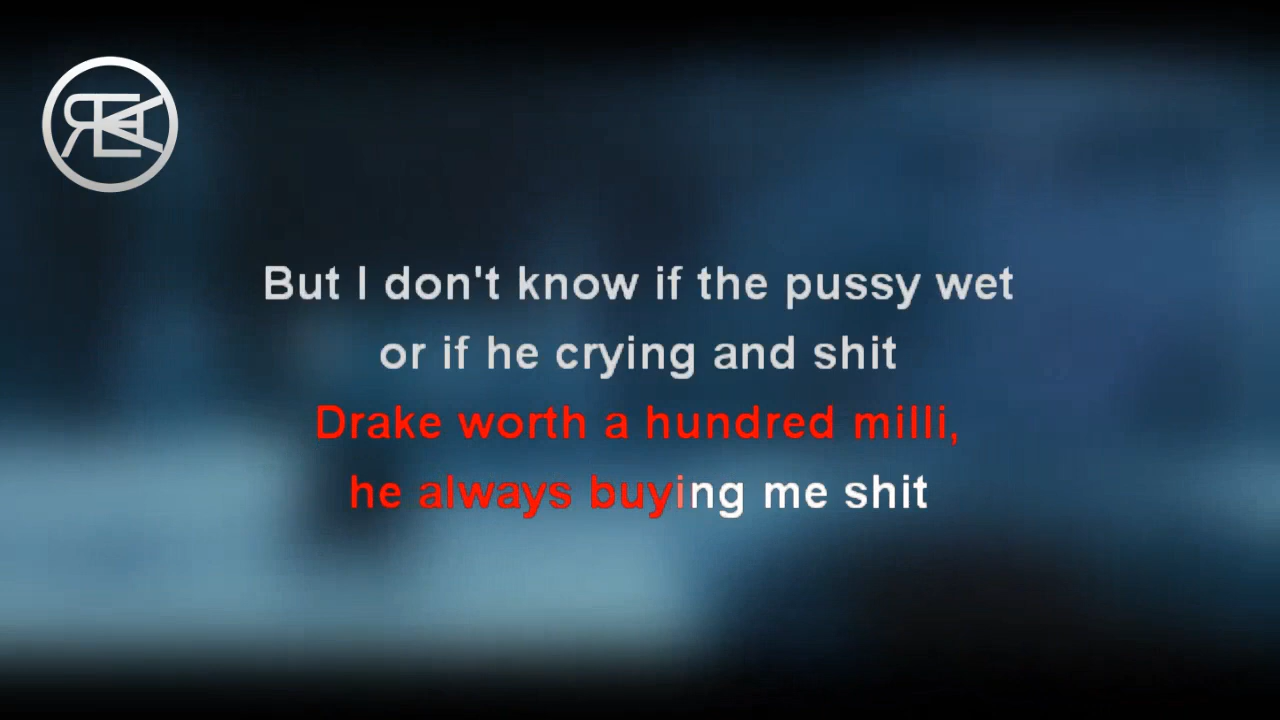 But I don't know if the pussy wet
or if he crying and shit
Drake worth a hundred milli,
he always buying me shit